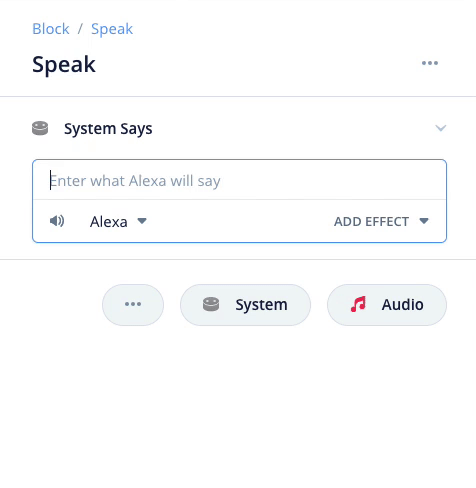 Block / Speak
Speak
System Says
Enter what Alexa will say
Alexa ADD EFFECT
System Audio